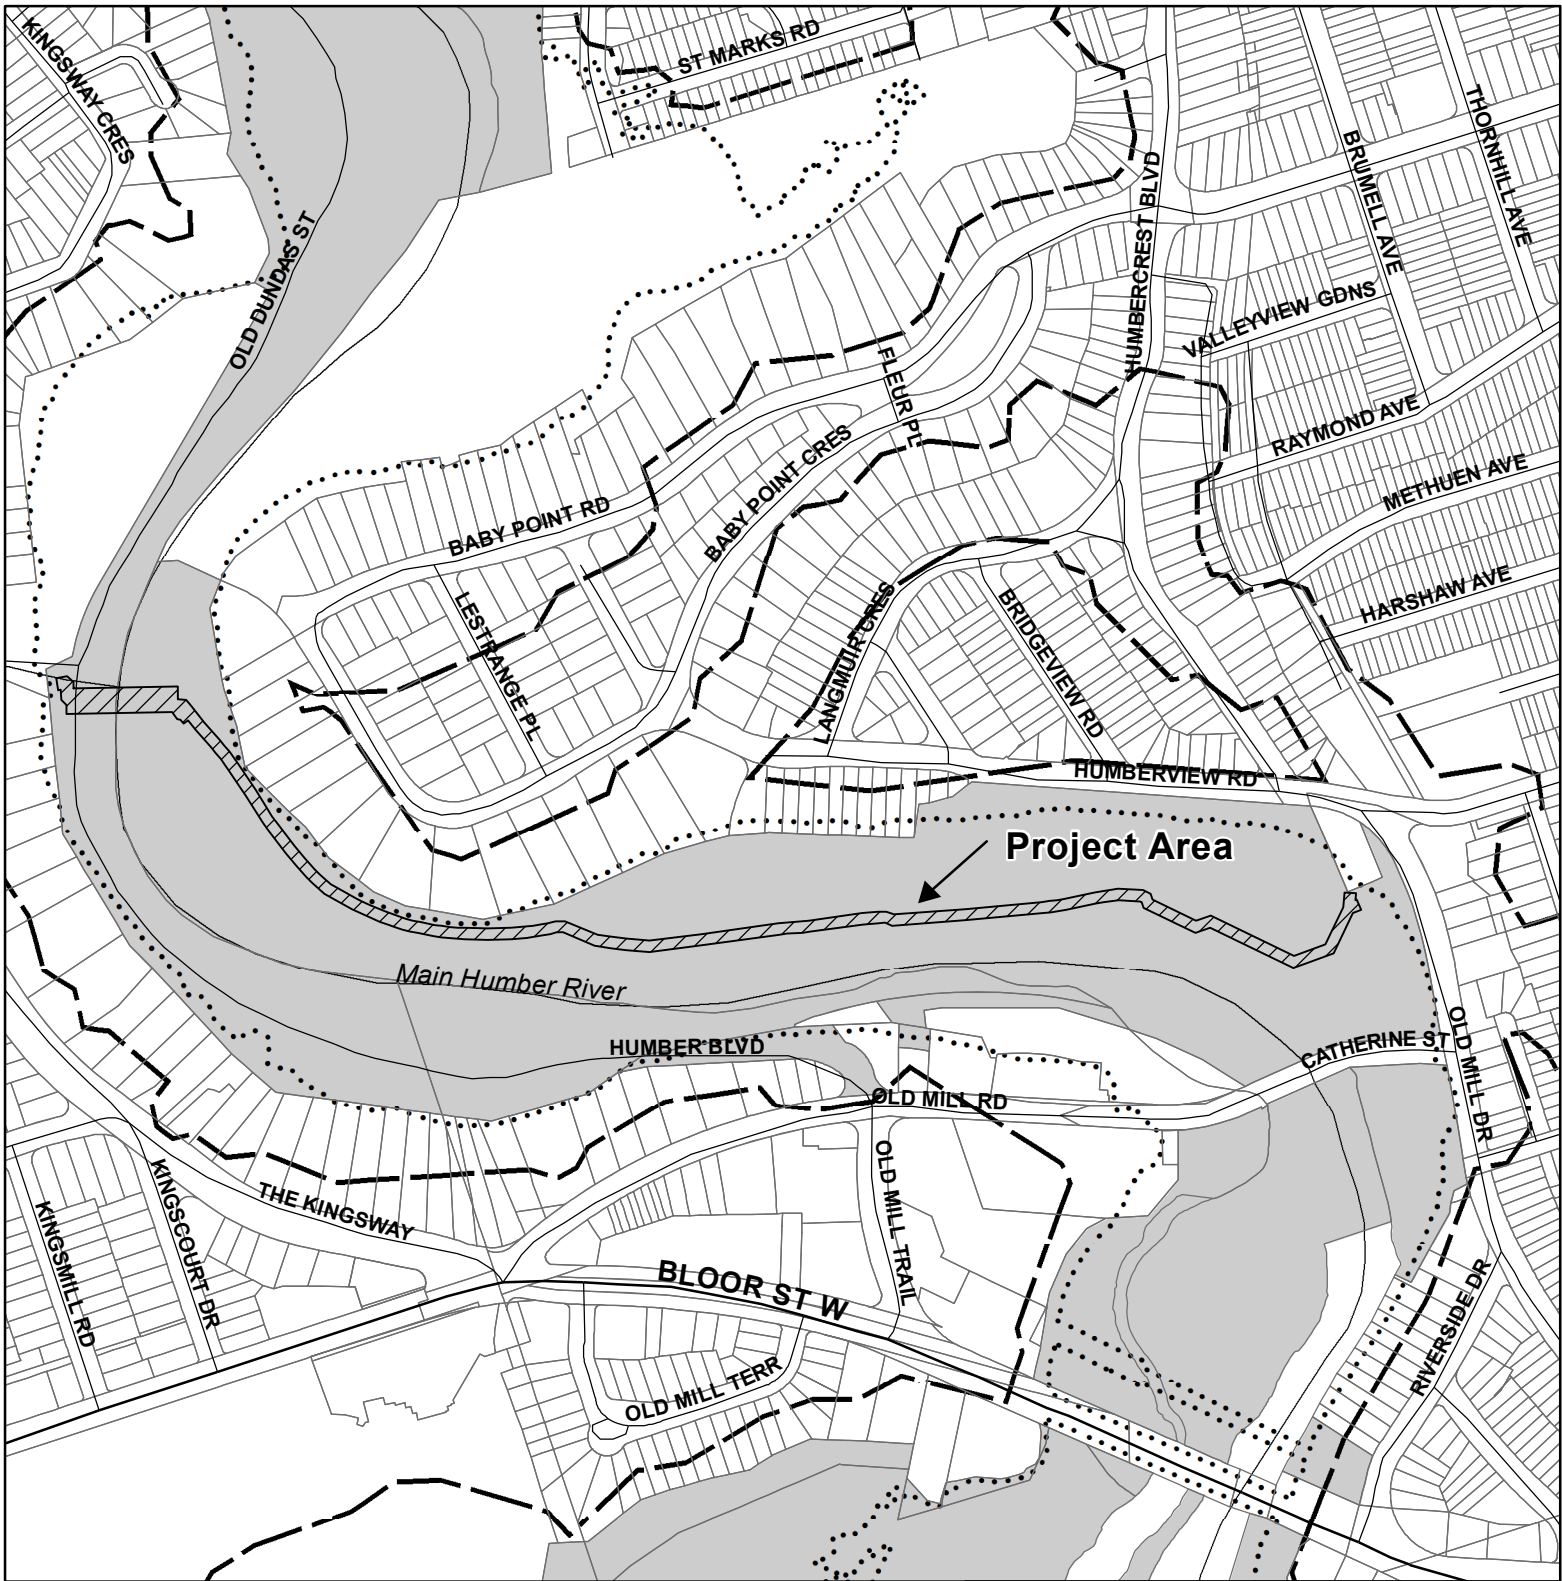 KINGSWAY CRES
ST MARKS RD
THORNHILL AVE
BRUMELL AVE
HUMBERCREST BLVD
OLD DUNDAS ST
VALLEYVIEW GDNS
FLEUR PL
RAYMOND AVE
BABY POINT CRES
METHUEN AVE
BABY POINT RD
HARSHAW AVE
LESTRANGE PL
LANGMUIR CRES
BRIDGEVIEW RD
HUMBERVIEW RD
Project Area
Main Humber River
HUMBER BLVD
CATHERINE ST
OLD MILL DR
OLD MILL RD
OLD MILL TRAIL
THE KINGSWAY
KINGSCOURT DR
KINGSMILL RD
BLOOR ST W
RIVERSIDE DR
OLD MILL TERR